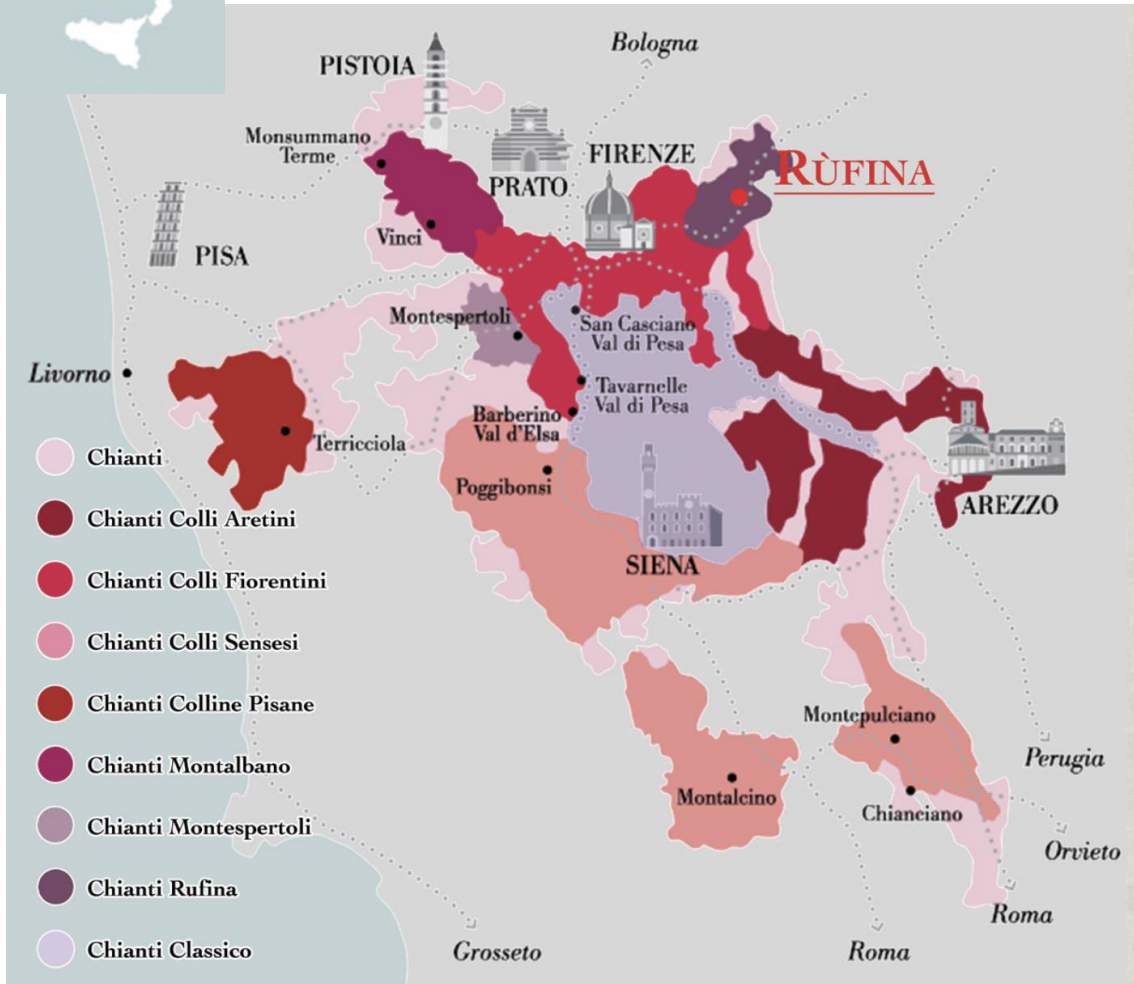 Bologna
PISTOIA
Monsummano
Terme
FIRENZE
PRATO
RÙFINA
Vinci
PISA
Montespertoli
San Casciano
Val di Pesa
Livorno
Tavarnelle
Val di Pesa
Barberino
Val d'Elsa
Terricciola
Poggibonsi
AREZZO
SIENA
Montepulciano
Perugia
Montalcino
Chianciano
Orvieto
Roma
Grosseto
Roma
Chianti
Chianti Colli Aretini
Chianti Colli Fiorentini
Chianti Colli Sensesi
Chianti Colline Pisane
Chianti Montalbano
Chianti Montespertoli
Chianti Rufina
Chianti Classico